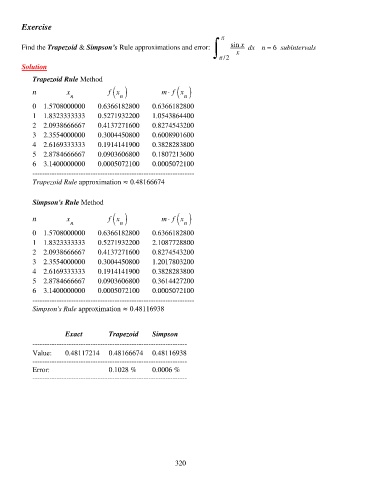 Exercise
Find the Trapezoid & Simpson's Rule approximations and error: ∫_{π/2}^{π} sin x / x dx n = 6 subintervals
Solution
Trapezoid Rule Method
n x_n f(x_n) m·f(x_n)
0 1.5708000000 0.6366182800 0.6366182800
1 1.8323333333 0.5271932200 1.0543864400
2 2.0938666667 0.4137271600 0.8274543200
3 2.3554000000 0.3004450800 0.6008901600
4 2.6169333333 0.1914141900 0.3828283800
5 2.8784666667 0.0903606800 0.1807213600
6 3.1400000000 0.0005072100 0.0005072100
Trapezoid Rule approximation ≈ 0.48166674
Simpson's Rule Method
n x_n f(x_n) m·f(x_n)
0 1.5708000000 0.6366182800 0.6366182800
1 1.8323333333 0.5271932200 2.1087728800
2 2.0938666667 0.4137271600 0.8274543200
3 2.3554000000 0.3004450800 1.2017803200
4 2.6169333333 0.1914141900 0.3828283800
5 2.8784666667 0.0903606800 0.3614427200
6 3.1400000000 0.0005072100 0.0005072100
Simpson's Rule approximation ≈ 0.48116938
Exact Trapezoid Simpson
Value: 0.48117214 0.48166674 0.48116938
Error: 0.1028 % 0.0006 %
320